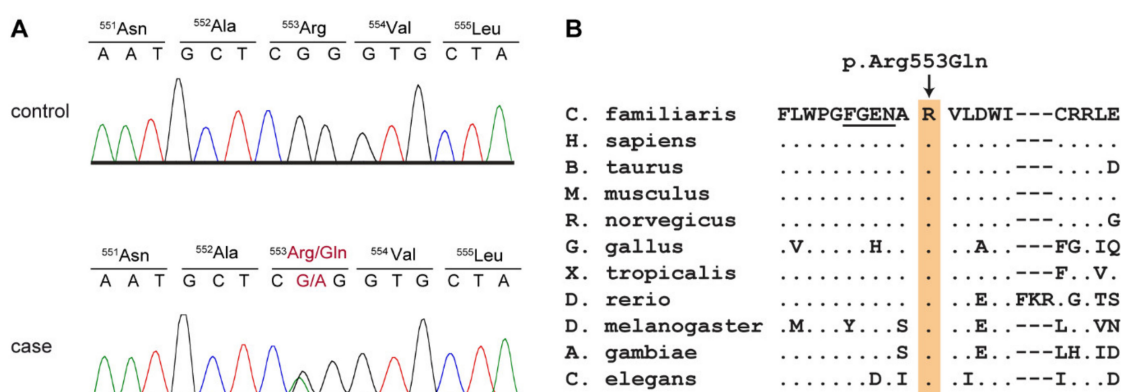 A
⁵⁵¹Asn ⁵⁵²Ala ⁵⁵³Arg ⁵⁵⁴Val ⁵⁵⁵Leu
A A T G C T C G G G T G C T A
control
⁵⁵¹Asn ⁵⁵²Ala ⁵⁵³Arg/Gln ⁵⁵⁴Val ⁵⁵⁵Leu
A A T G C T C G/A G G T G C T A
case
B
p.Arg553Gln
C. familiaris FLWPGFGENA R VLDWI---CRRLE
H. sapiens .......... . .....---.....
B. taurus .......... . .....---....D
M. musculus .......... . .....---.....
R. norvegicus .......... . .....---....G
G. gallus .V.....H.. . ..A..---FG.IQ
X. tropicalis .......... . .....---F..V.
D. rerio .......... . ..E..FKR.G.TS
D. melanogaster .M...Y...S . ..E..---L..VN
A. gambiae .........S . ..E..---LH.ID
C. elegans .......D.I . .I...---I...D